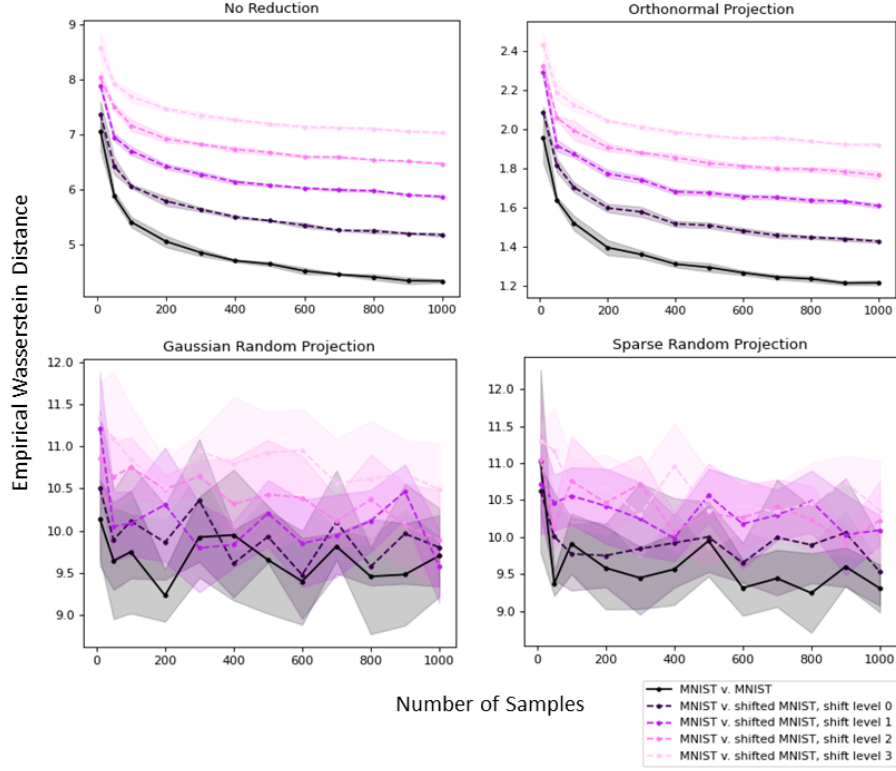 No Reduction
Orthonormal Projection
9
8
7
6
5
0 200 400 600 800 1000
2.4
2.2
2.0
1.8
1.6
1.4
1.2
0 200 400 600 800 1000
Empirical Wasserstein Distance
Gaussian Random Projection
Sparse Random Projection
12.0
11.5
11.0
10.5
10.0
9.5
9.0
0 200 400 600 800 1000
12.0
11.5
11.0
10.5
10.0
9.5
9.0
0 200 400 600 800 1000
Number of Samples
MNIST v. MNIST
MNIST v. shifted MNIST, shift level 0
MNIST v. shifted MNIST, shift level 1
MNIST v. shifted MNIST, shift level 2
MNIST v. shifted MNIST, shift level 3